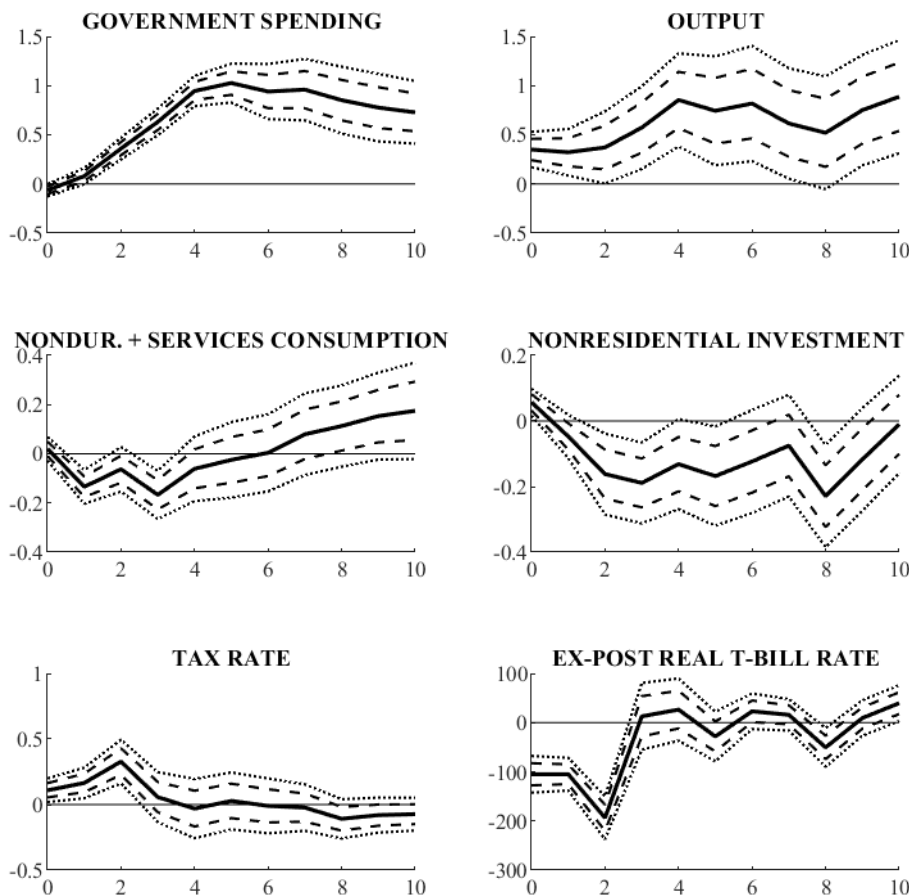 GOVERNMENT SPENDING
1.5
1
0.5
0
-0.5
0 2 4 6 8 10
OUTPUT
1.5
1
0.5
0
-0.5
0 2 4 6 8 10
NONDUR. + SERVICES CONSUMPTION
0.4
0.2
0
-0.2
-0.4
0 2 4 6 8 10
NONRESIDENTIAL INVESTMENT
0.2
0
-0.2
-0.4
0 2 4 6 8 10
TAX RATE
1
0.5
0
-0.5
0 2 4 6 8 10
EX-POST REAL T-BILL RATE
100
0
-100
-200
-300
0 2 4 6 8 10